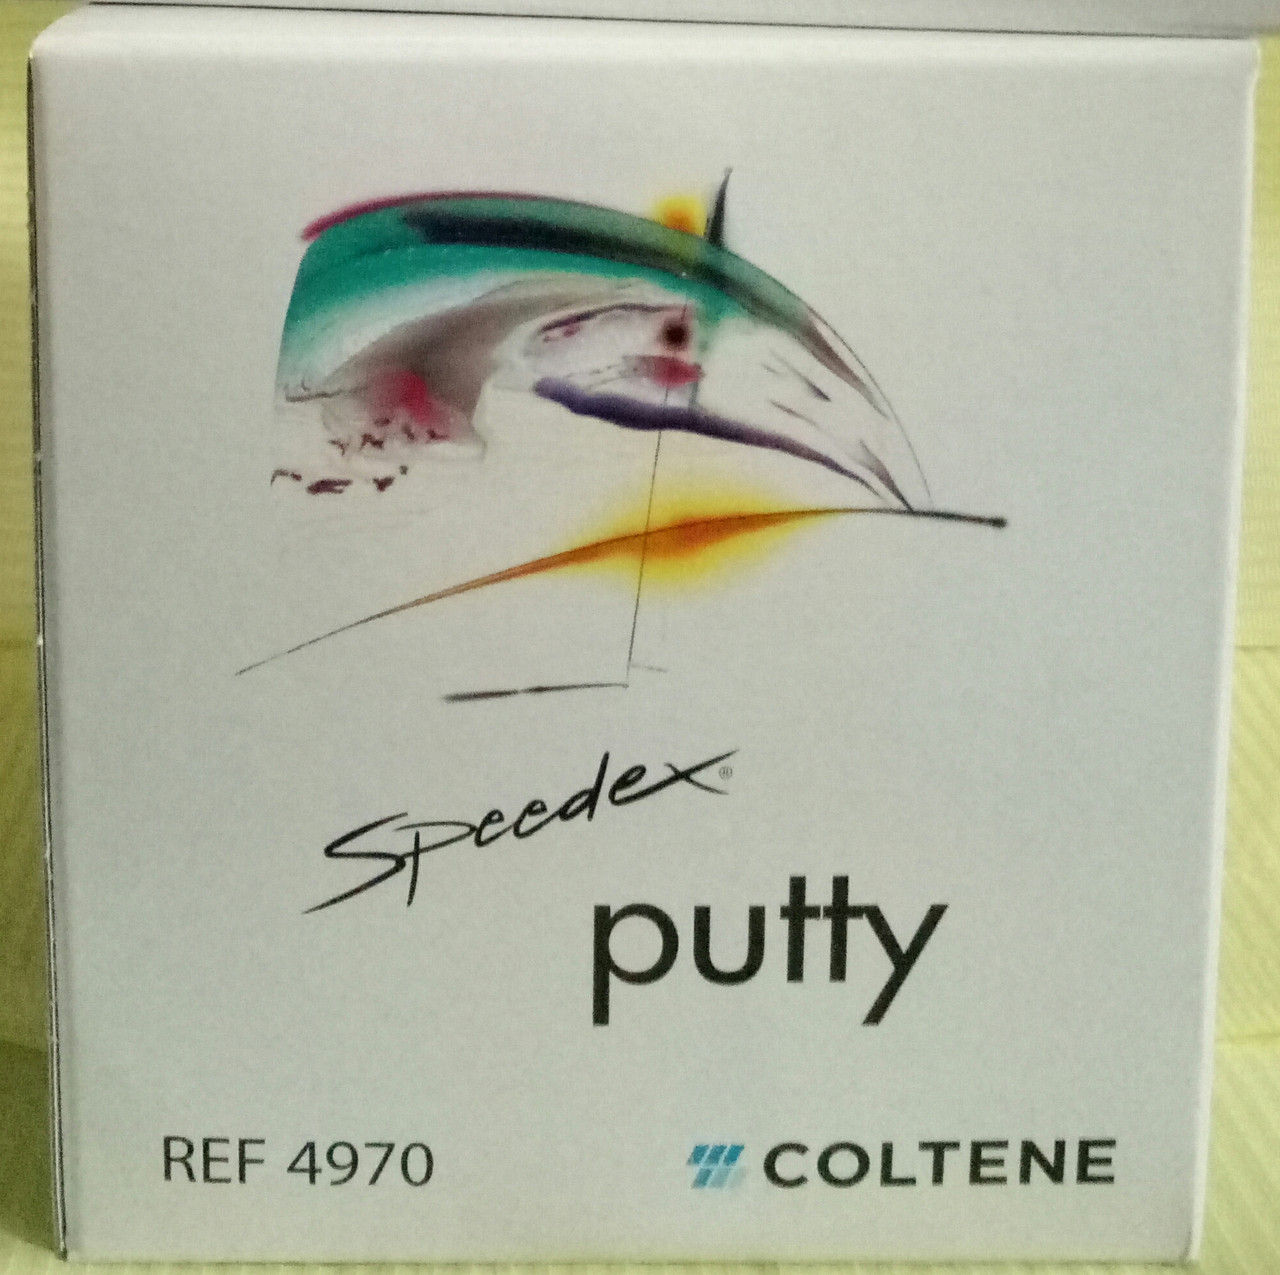 Speedex®
putty
REF 4970
COLTENE